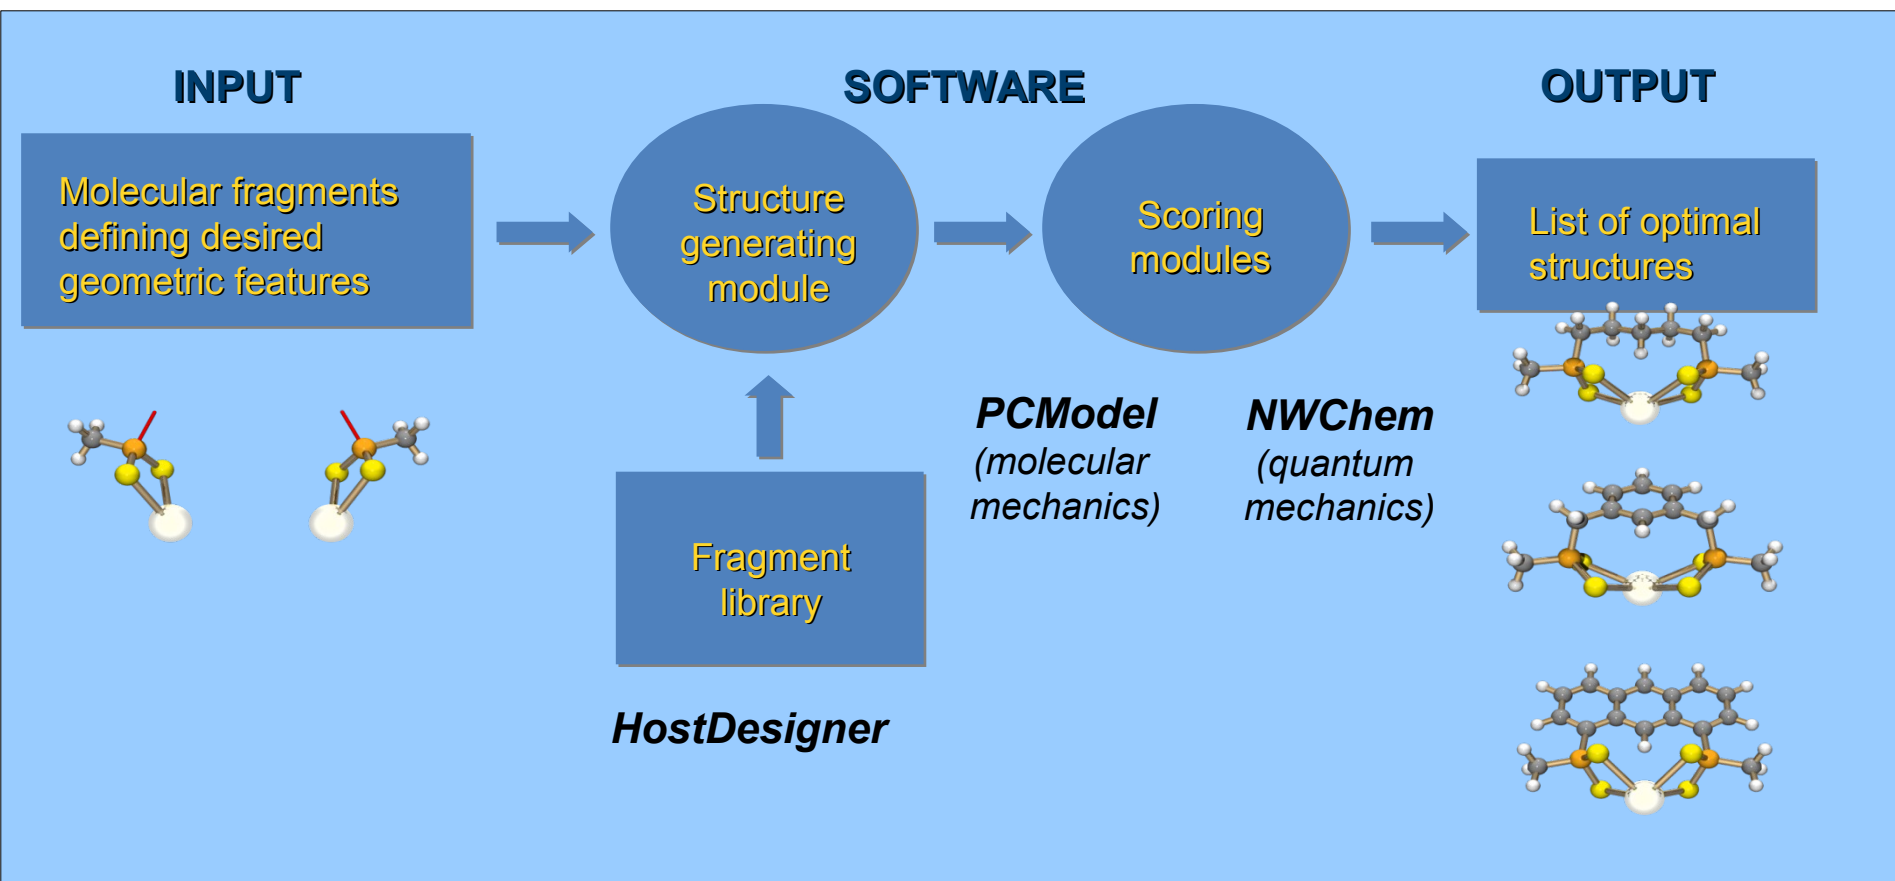 INPUT
SOFTWARE
OUTPUT
Molecular fragments
defining desired
geometric features
Structure
generating
module
Scoring
modules
List of optimal
structures
PCModel
(molecular
mechanics)
NWChem
(quantum
mechanics)
Fragment
library
HostDesigner